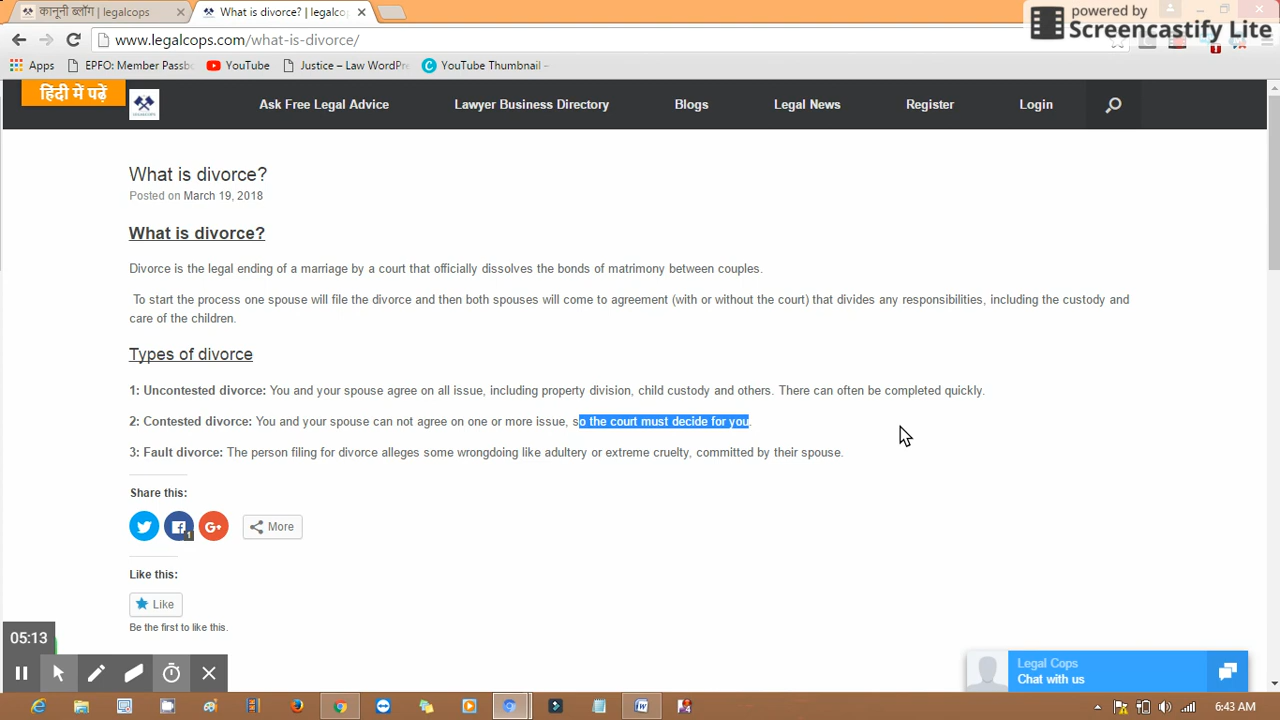 कानूनी ब्लॉग | legalcops
What is divorce? | legalco
powered by
Screencastify Lite
www.legalcops.com/what-is-divorce/
Apps EPFO: Member Passbo YouTube Justice – Law WordPre YouTube Thumbnail –
हिंदी में पढ़ें
LEGALCOPS
Ask Free Legal Advice Lawyer Business Directory Blogs Legal News Register Login
What is divorce?
Posted on March 19, 2018
What is divorce?
Divorce is the legal ending of a marriage by a court that officially dissolves the bonds of matrimony between couples.
To start the process one spouse will file the divorce and then both spouses will come to agreement (with or without the court) that divides any responsibilities, including the custody and
care of the children.
Types of divorce
1: Uncontested divorce: You and your spouse agree on all issue, including property division, child custody and others. There can often be completed quickly.
2: Contested divorce: You and your spouse can not agree on one or more issue, so the court must decide for you.
3: Fault divorce: The person filing for divorce alleges some wrongdoing like adultery or extreme cruelty, committed by their spouse.
Share this:
G+ 1 More
Like this:
Like
Be the first to like this.
05:13
Legal Cops
Chat with us
6:43 AM